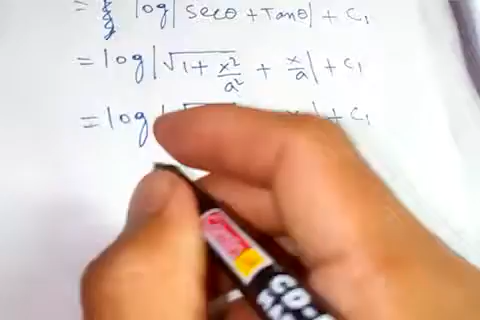 = log|secθ + Tanθ| + C₁
= log|√1 + x²/a² + x/a| + C₁
= log| √ x | + C₁
CD-